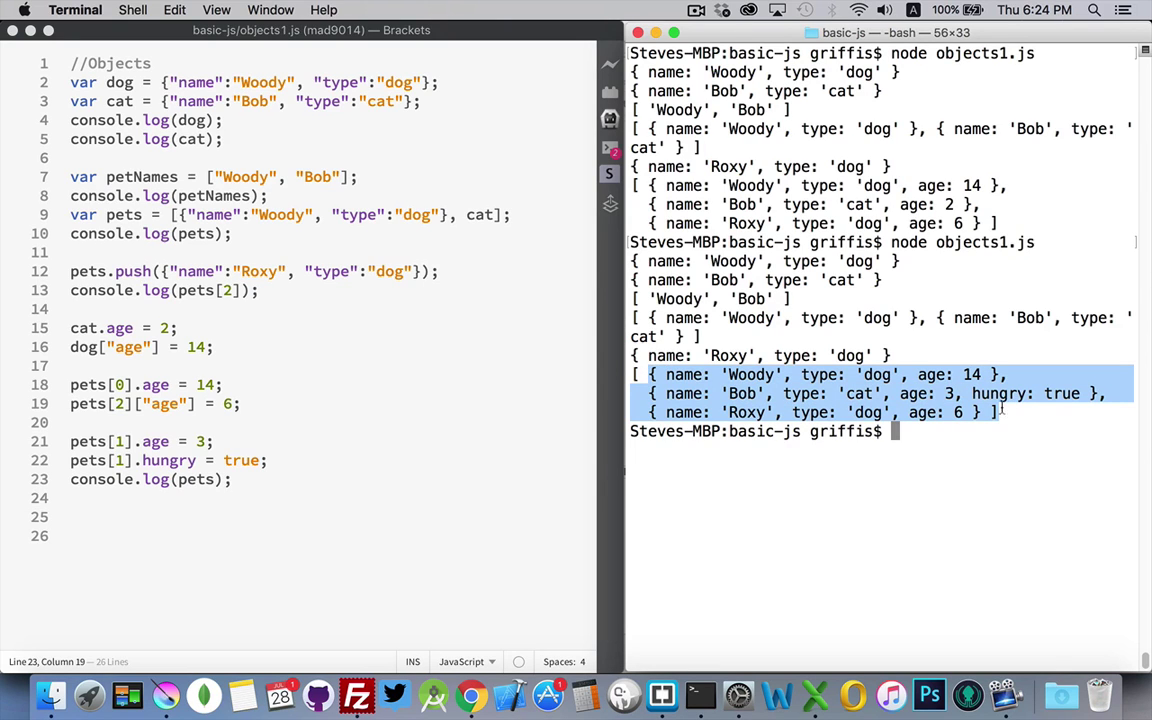 Terminal Shell Edit View Window Help 100% Thu 6:24 PM
basic-js/objects1.js (mad9014) — Brackets
1 //Objects
2 var dog = {"name":"Woody", "type":"dog"};
3 var cat = {"name":"Bob", "type":"cat"};
4 console.log(dog);
5 console.log(cat);
6
7 var petNames = ["Woody", "Bob"];
8 console.log(petNames);
9 var pets = [{"name":"Woody", "type":"dog"}, cat];
10 console.log(pets);
11
12 pets.push({"name":"Roxy", "type":"dog"});
13 console.log(pets[2]);
14
15 cat.age = 2;
16 dog["age"] = 14;
17
18 pets[0].age = 14;
19 pets[2]["age"] = 6;
20
21 pets[1].age = 3;
22 pets[1].hungry = true;
23 console.log(pets);
24
25
26
Line 23, Column 19 — 26 Lines
INS JavaScript Spaces: 4
basic-js — -bash — 56×33
Steves-MBP:basic-js griffis$ node objects1.js
{ name: 'Woody', type: 'dog' }
{ name: 'Bob', type: 'cat' }
[ 'Woody', 'Bob' ]
[ { name: 'Woody', type: 'dog' }, { name: 'Bob', type: '
cat' } ]
{ name: 'Roxy', type: 'dog' }
[ { name: 'Woody', type: 'dog', age: 14 },
{ name: 'Bob', type: 'cat', age: 2 },
{ name: 'Roxy', type: 'dog', age: 6 } ]
Steves-MBP:basic-js griffis$ node objects1.js
{ name: 'Woody', type: 'dog' }
{ name: 'Bob', type: 'cat' }
[ 'Woody', 'Bob' ]
[ { name: 'Woody', type: 'dog' }, { name: 'Bob', type: '
cat' } ]
{ name: 'Roxy', type: 'dog' }
[ { name: 'Woody', type: 'dog', age: 14 },
{ name: 'Bob', type: 'cat', age: 3, hungry: true },
{ name: 'Roxy', type: 'dog', age: 6 } ]
Steves-MBP:basic-js griffis$